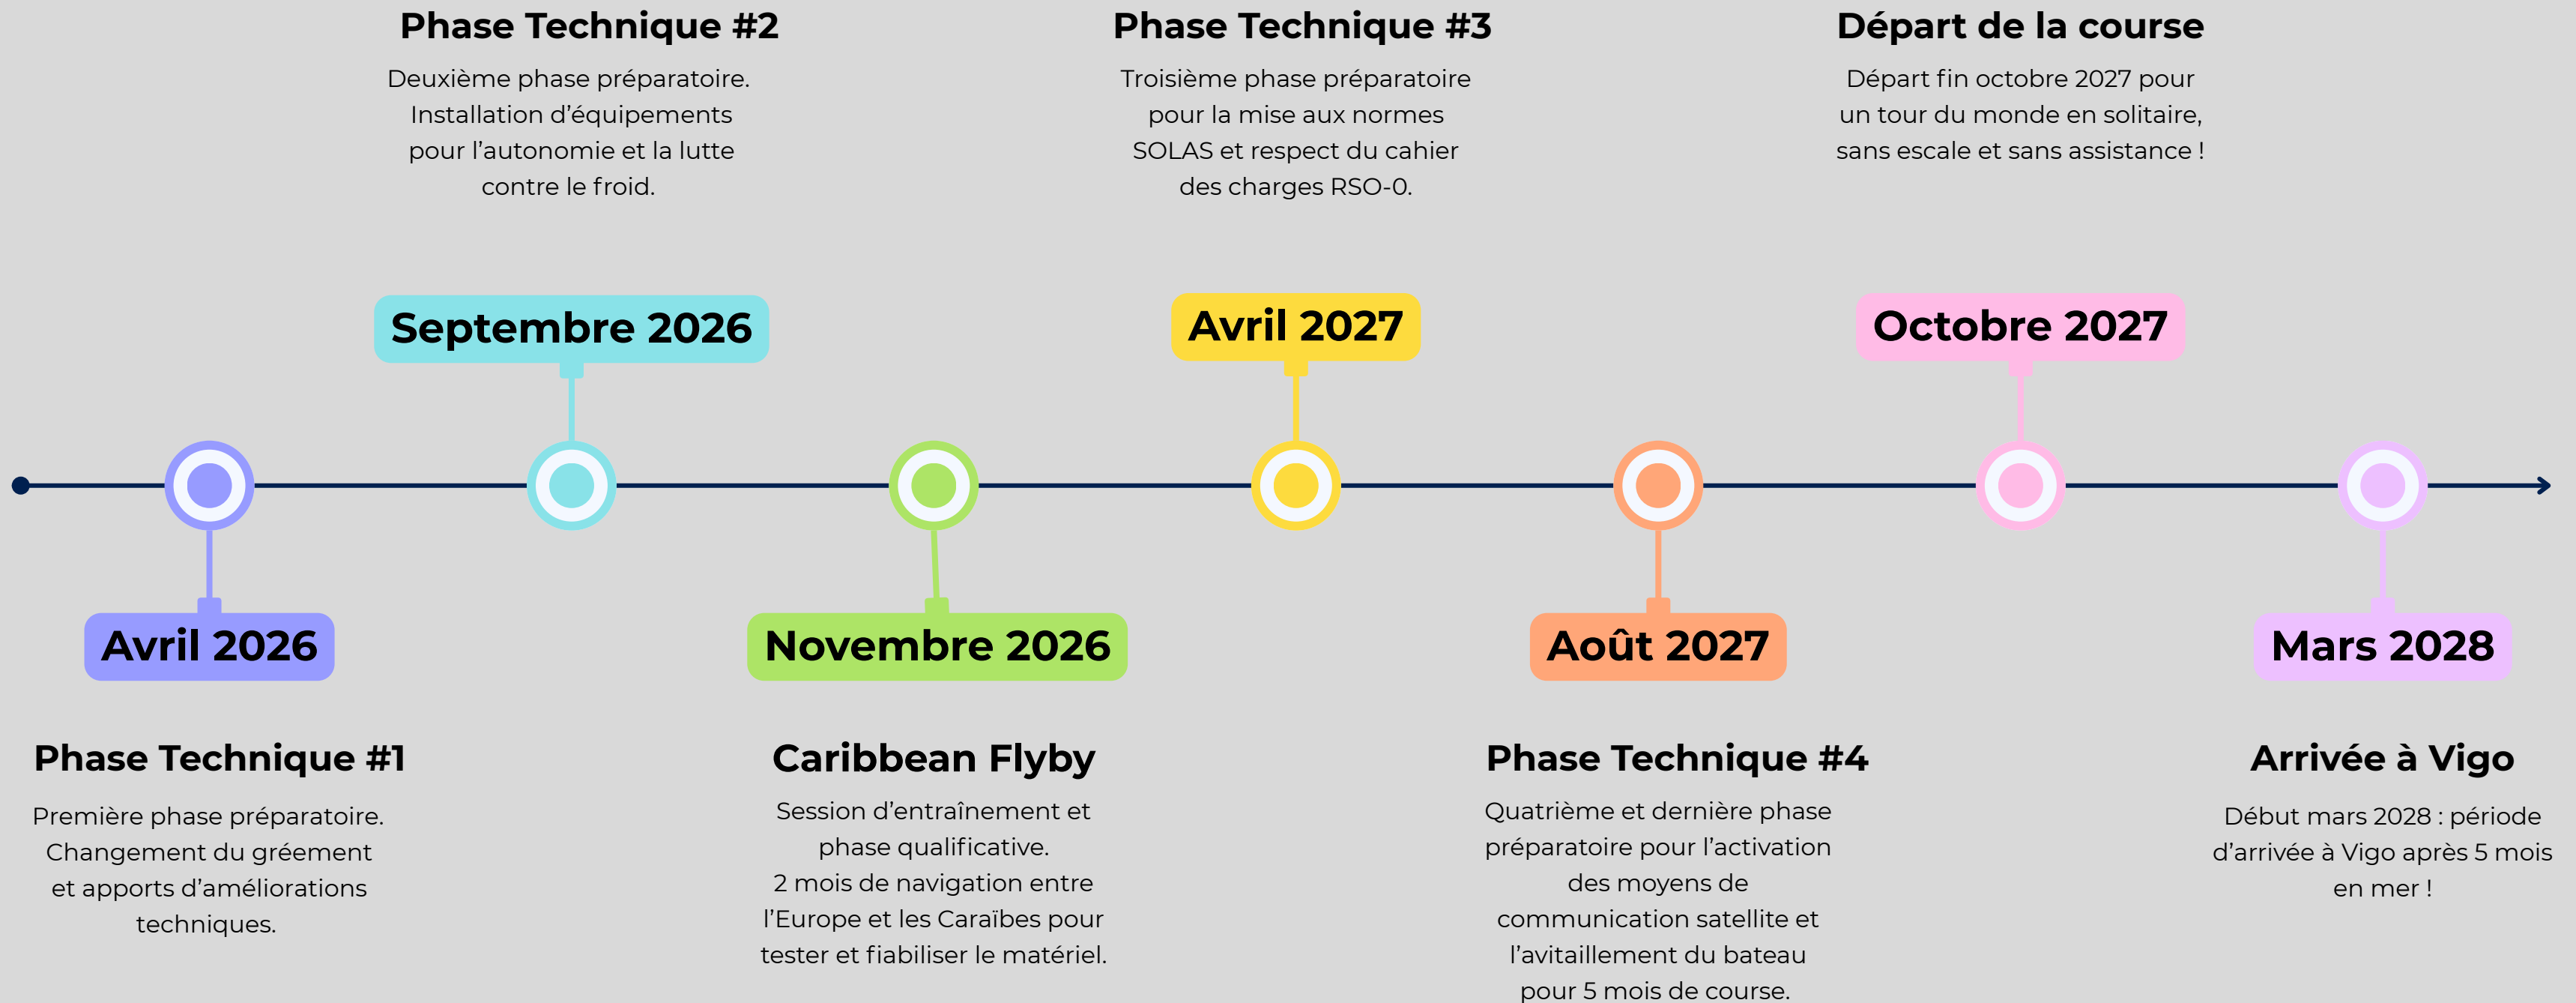 Phase Technique #2
Deuxième phase préparatoire.
Installation d’équipements
pour l’autonomie et la lutte
contre le froid.
Phase Technique #3
Troisième phase préparatoire
pour la mise aux normes
SOLAS et respect du cahier
des charges RSO-0.
Départ de la course
Départ fin octobre 2027 pour
un tour du monde en solitaire,
sans escale et sans assistance !
Septembre 2026
Avril 2027
Octobre 2027
Avril 2026
Novembre 2026
Août 2027
Mars 2028
Phase Technique #1
Première phase préparatoire.
Changement du gréement
et apports d’améliorations
techniques.
Caribbean Flyby
Session d’entraînement et
phase qualificative.
2 mois de navigation entre
l’Europe et les Caraïbes pour
tester et fiabiliser le matériel.
Phase Technique #4
Quatrième et dernière phase
préparatoire pour l’activation
des moyens de
communication satellite et
l’avitaillement du bateau
pour 5 mois de course.
Arrivée à Vigo
Début mars 2028 : période
d’arrivée à Vigo après 5 mois
en mer !